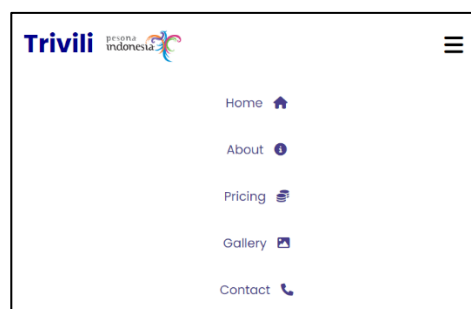 Trivili pesona
indonesia
Home
About
Pricing
Gallery
Contact